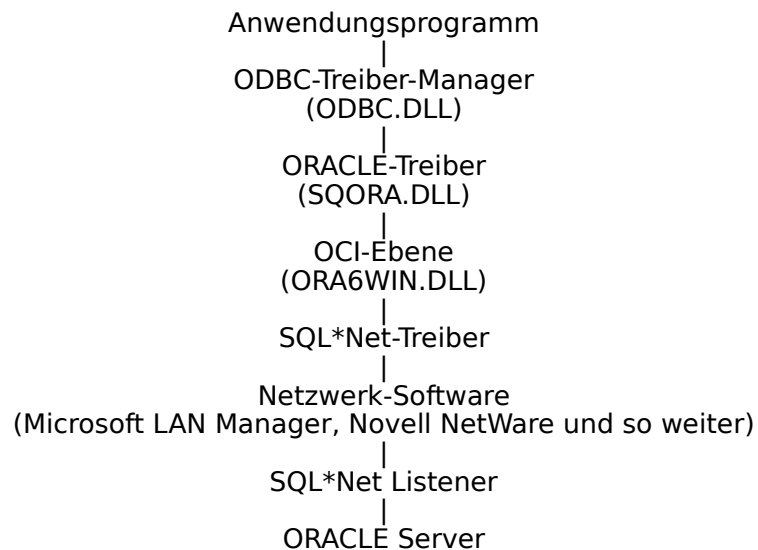 Anwendungsprogramm
|
ODBC-Treiber-Manager
(ODBC.DLL)
|
ORACLE-Treiber
(SQORA.DLL)
|
OCI-Ebene
(ORA6WIN.DLL)
|
SQL*Net-Treiber
|
Netzwerk-Software
(Microsoft LAN Manager, Novell NetWare und so weiter)
|
SQL*Net Listener
|
ORACLE Server